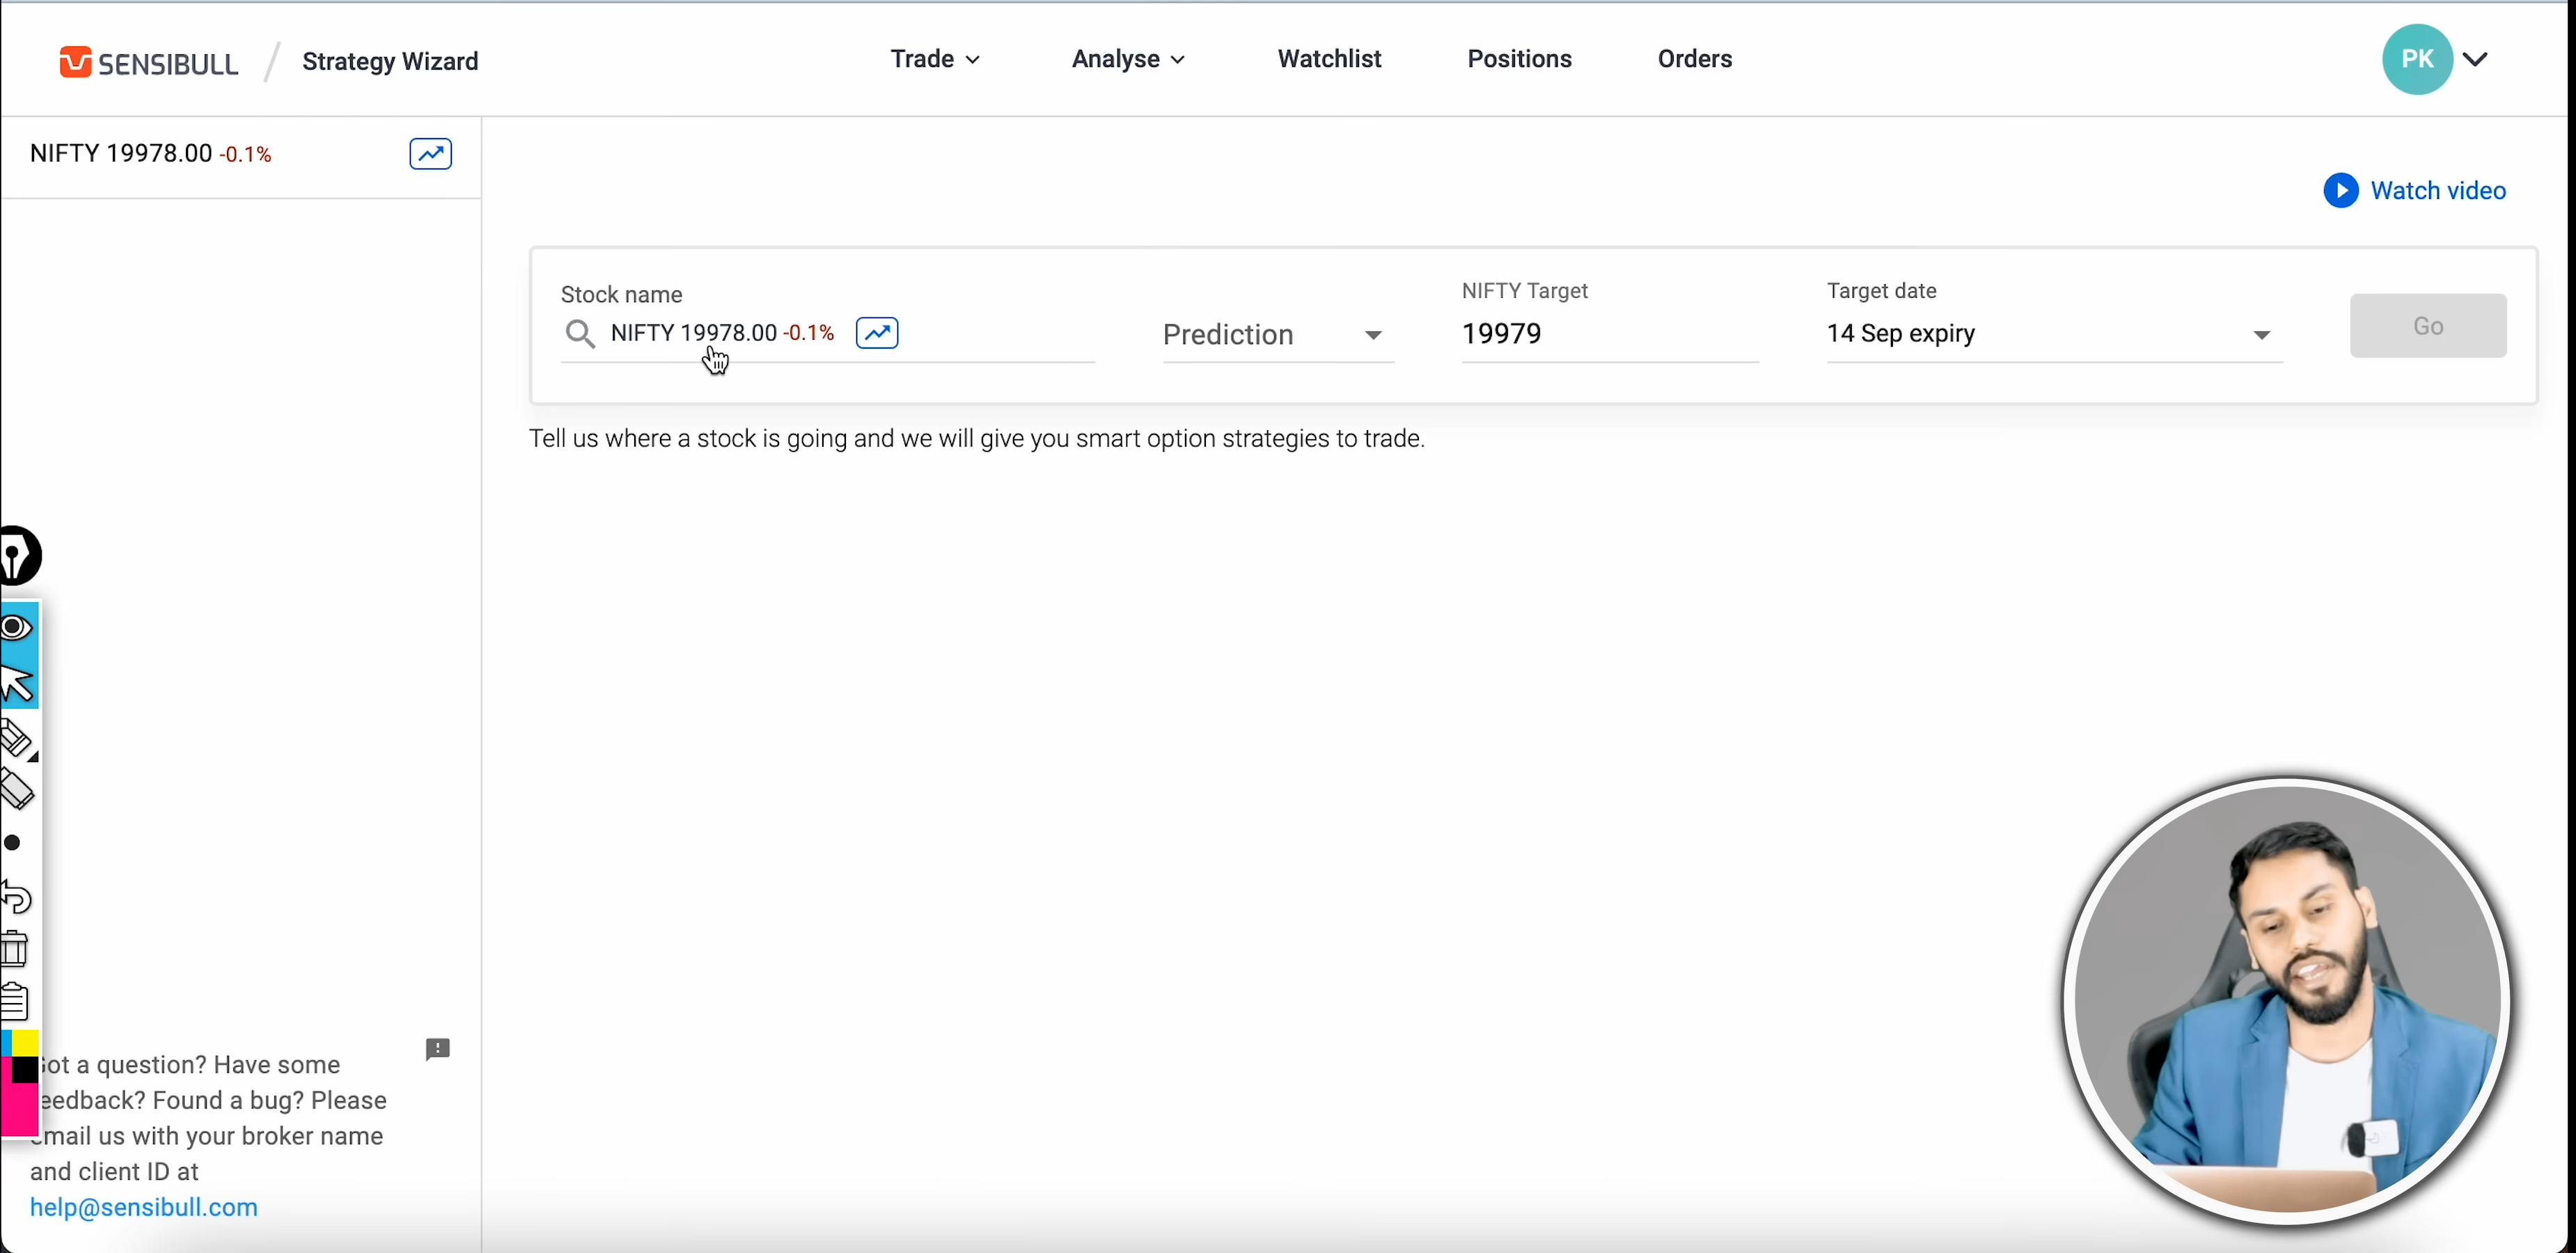 SENSIBULL / Strategy Wizard
Trade
Analyse
Watchlist
Positions
Orders
PK
NIFTY 19978.00 -0.1%
Watch video
Stock name
NIFTY 19978.00 -0.1%
Prediction
NIFTY Target
19979
Target date
14 Sep expiry
Go
Tell us where a stock is going and we will give you smart option strategies to trade.
Got a question? Have some
feedback? Found a bug? Please
email us with your broker name
and client ID at
help@sensibull.com